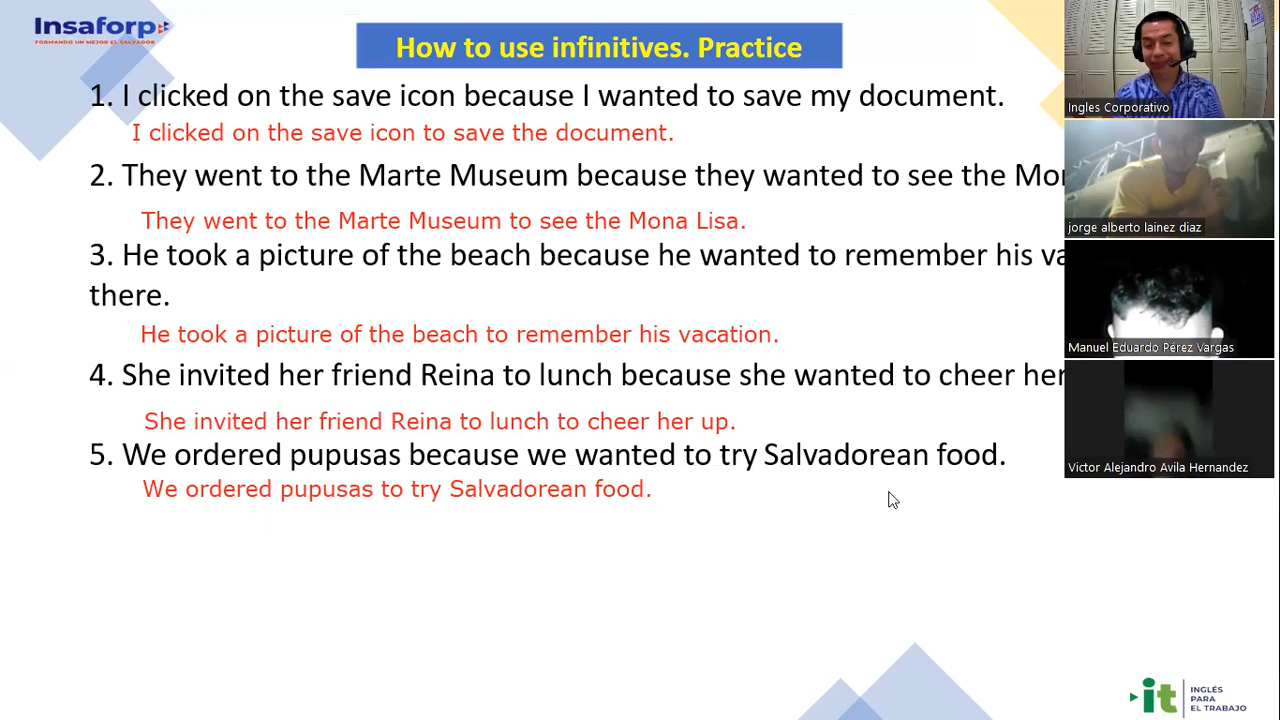 Insaforp
FORMANDO UN MEJOR EL SALVADOR
How to use infinitives. Practice
1. I clicked on the save icon because I wanted to save my document.
I clicked on the save icon to save the document.
2. They went to the Marte Museum because they wanted to see the
They went to the Marte Museum to see the Mona Lisa.
3. He took a picture of the beach because he wanted to remember his
there.
He took a picture of the beach to remember his vacation.
4. She invited her friend Reina to lunch because she wanted to cheer her
She invited her friend Reina to lunch to cheer her up.
5. We ordered pupusas because we wanted to try Salvadorean food.
We ordered pupusas to try Salvadorean food.
Ingles Corporativo
jorge alberto lainez diaz
Manuel Eduardo Pérez Vargas
Victor Alejandro Avila Hernandez
it
INGLÉS
PARA
EL TRABAJO